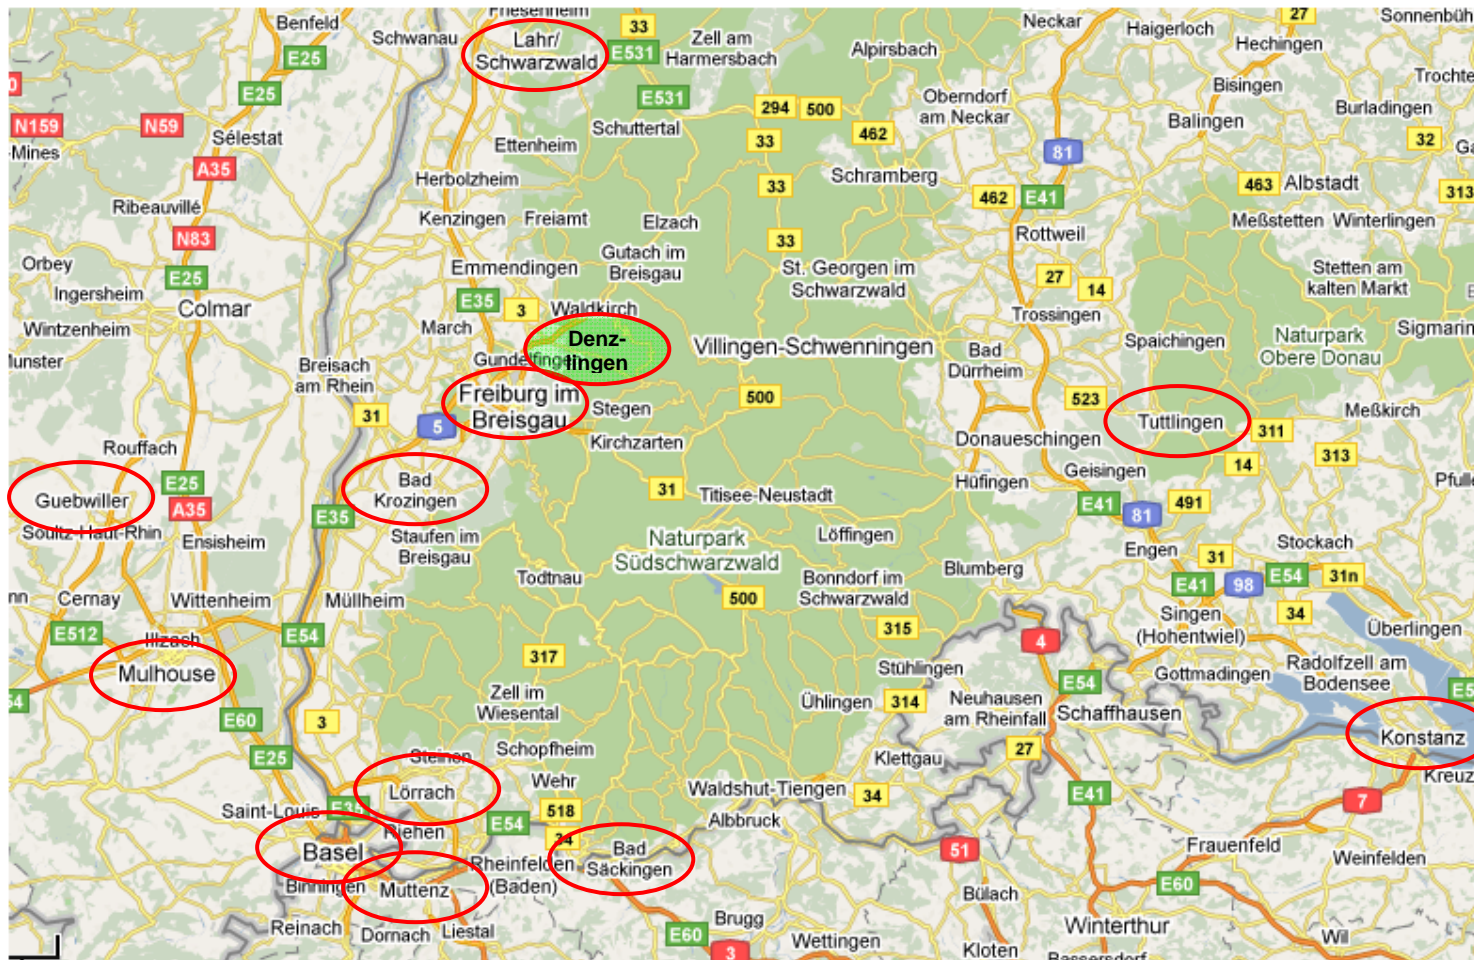 Friesenheim
Benfeld
Schwanau
Lahr/
Schwarzwald
33
E531
Zell am
Harmersbach
Alpirsbach
Neckar
Haigerloch
27
Sonnenbüh
Hechingen
E25
E25
E531
294
500
Oberndorf
am Neckar
Bisingen
Trochte
Burladingen
Balingen
N159
N59
-Mines
Sélestat
Schuttertal
Ettenheim
33
462
81
32
A35
Herbolzheim
33
Schramberg
462
E41
463
Albstadt
313
Ribeauvillé
Kenzingen
Freiamt
Elzach
Meßstetten
Winterlingen
N83
33
Rottweil
Orbey
E25
Emmendingen
Gutach im
Breisgau
St. Georgen im
Schwarzwald
27
14
Stetten am
kalten Markt
Ingersheim
Colmar
E35
3
Waldkirch
Trossingen
Wintzenheim
March
Denz-
lingen
Gundelfingen
Villingen-Schwenningen
Bad
Dürrheim
Spaichingen
Naturpark
Obere Donau
Sigmarin
Munster
Breisach
am Rhein
Freiburg im
Breisgau
Stegen
500
523
Tuttlingen
Meßkirch
31
5
Kirchzarten
Donaueschingen
311
Rouffach
Geisingen
14
313
Guebwiller
E25
Bad
Krozingen
31
Titisee-Neustadt
Hüfingen
Pfulle
A35
E35
E41
81
491
Soultz-Haut-Rhin
Ensisheim
Staufen im
Breisgau
Naturpark
Südschwarzwald
Löffingen
Engen
31
Stockach
Todtnau
Bonndorf im
Schwarzwald
Blumberg
E41
98
E54
31n
nn
Cernay
Wittenheim
Müllheim
500
Singen
(Hohentwiel)
34
Überlingen
E512
Illzach
E54
315
4
Mulhouse
317
Stühlingen
Gottmadingen
Radolfzell am
Bodensee
E54
Zell im
Wiesental
Ühlingen
314
Neuhausen
am Rheinfall
Schaffhausen
E60
3
Konstanz
E25
Steinen
Schopfheim
Klettgau
27
Kreuz
Lörrach
Wehr
Waldshut-Tiengen
34
E41
7
Saint-Louis
E35
Riehen
E54
518
34
Albbruck
Basel
Rheinfelden
(Baden)
Bad
Säckingen
51
Frauenfeld
Weinfelden
Binningen
Muttenz
Bülach
E60
Reinach
Dornach
Liestal
E60
Brugg
3
Wettingen
Winterthur
Kloten
Wil
Bassersdorf